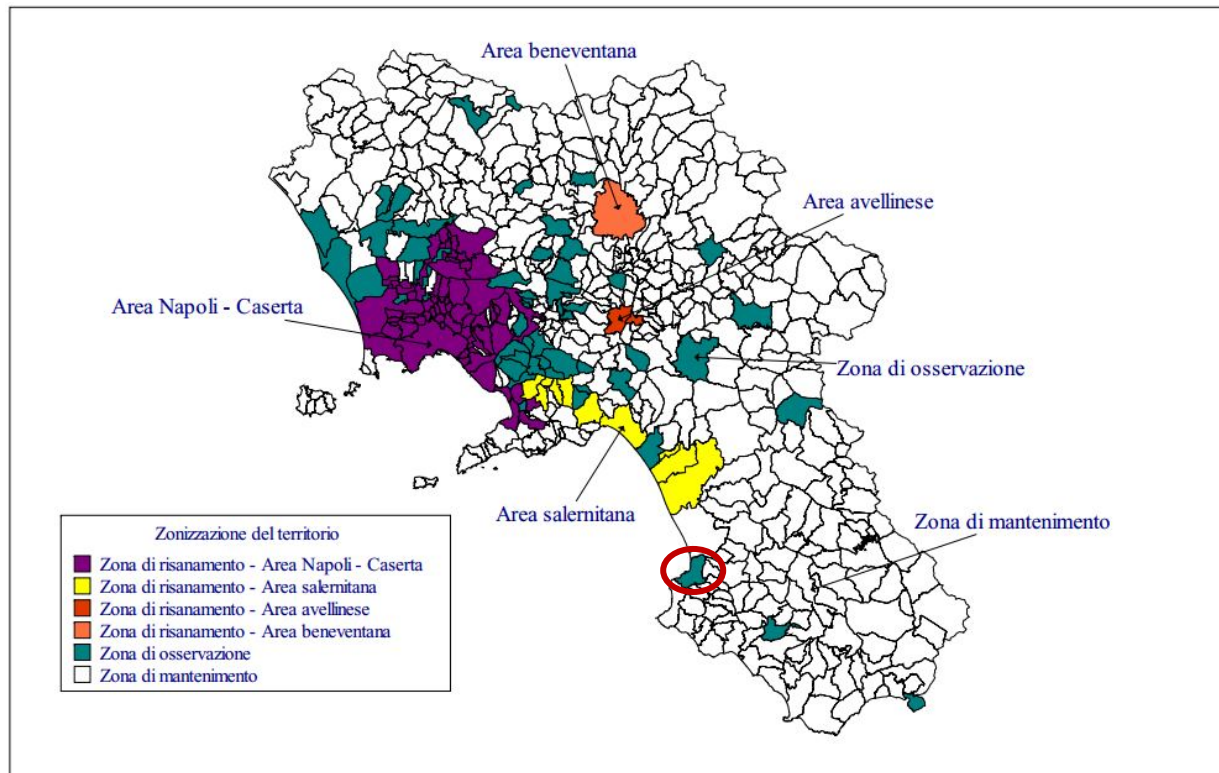 Area beneventana
Area avellinese
Area Napoli - Caserta
Zona di osservazione
Area salernitana
Zona di mantenimento
Zonizzazione del territorio
Zona di risanamento - Area Napoli - Caserta
Zona di risanamento - Area salernitana
Zona di risanamento - Area avellinese
Zona di risanamento - Area beneventana
Zona di osservazione
Zona di mantenimento